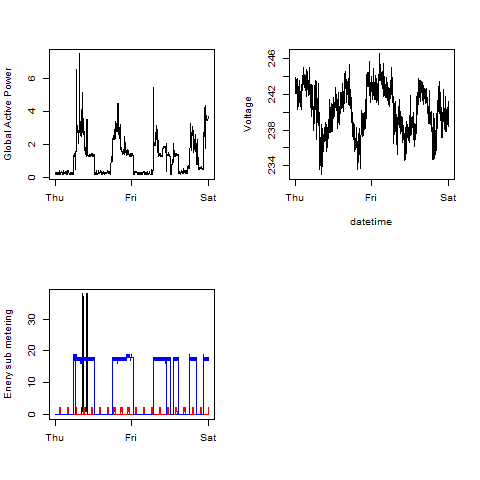 Global Active Power
6
4
2
0
Thu Fri Sat
Voltage
246
242
238
234
Thu Fri Sat
datetime
Enery sub metering
30
20
10
0
Thu Fri Sat